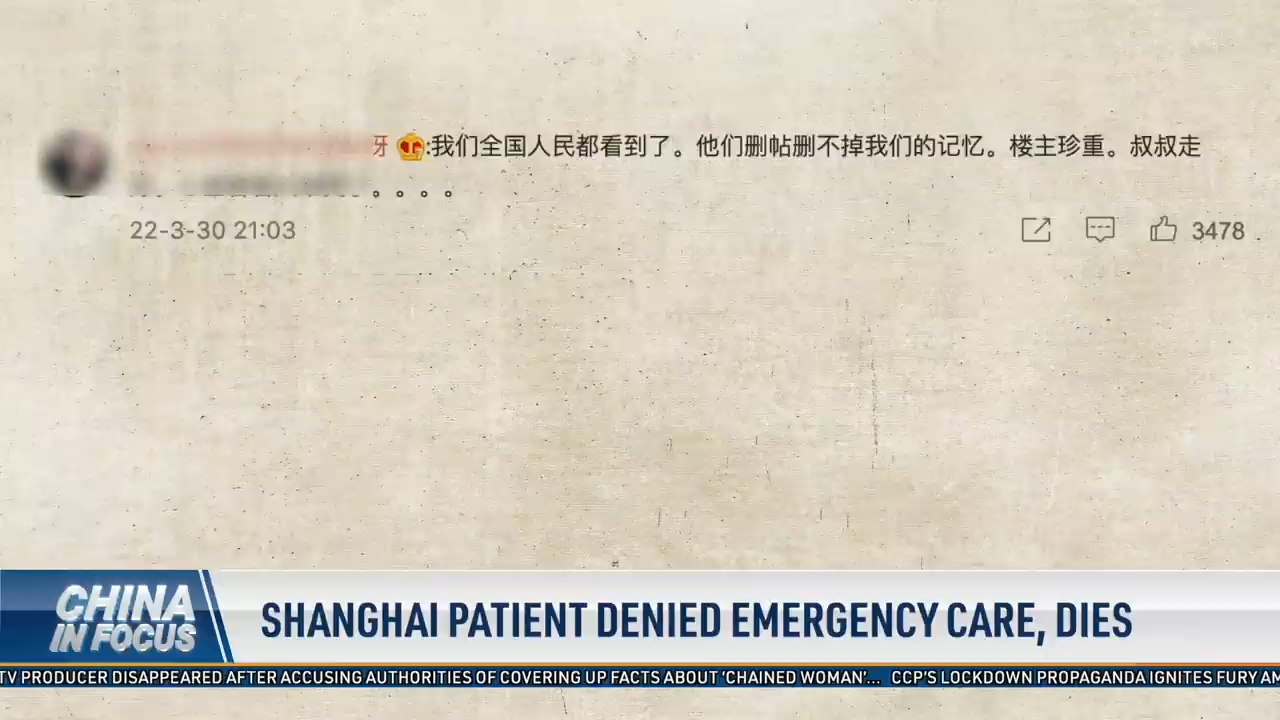 牙 :我们全国人民都看到了。他们删帖删不掉我们的记忆。楼主珍重。叔叔走
。。。。
22-3-30 21:03
3478
CHINA
IN FOCUS
SHANGHAI PATIENT DENIED EMERGENCY CARE, DIES
TV PRODUCER DISAPPEARED AFTER ACCUSING AUTHORITIES OF COVERING UP FACTS ABOUT 'CHAINED WOMAN'... CCP'S LOCKDOWN PROPAGANDA IGNITES FURY AM